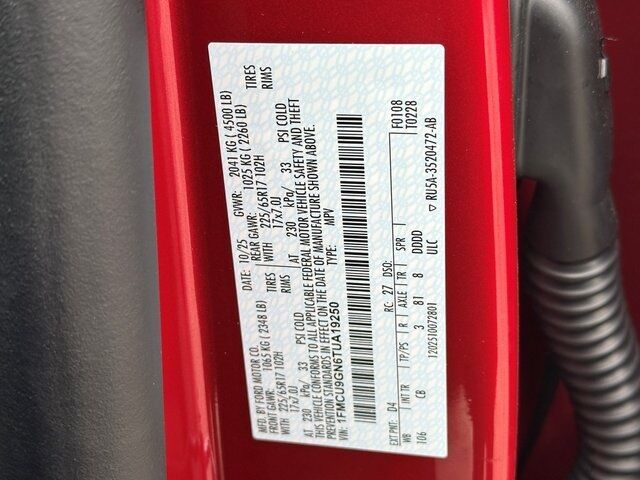 MFD. BY FORD MOTOR CO.
10/25 GVWR: 2041 KG ( 4500 LB)
FRONT GAWR: 1065 KG ( 2348 LB) REAR GAWR: 1025 KG ( 2260 LB)
WITH 225/65R17 102H TIRES WITH 225/65R17 102H TIRES
17x7.0J RIMS 17x7.0J RIMS
AT 230 kPa/ 33 PSI COLD AT 230 kPa/ 33 PSI COLD
THIS VEHICLE CONFORMS TO ALL APPLICABLE FEDERAL MOTOR VEHICLE SAFETY AND THEFT
PREVENTION STANDARDS IN EFFECT ON THE DATE OF MANUFACTURE SHOWN ABOVE.
VIN: 1FMCU9GN6TUA19250 TYPE: MPV
F0108
T0228
EXT PNT: D4 RC: 27 DSO:
WB INT TR TP/PS R AXLE TR SPR
106 CB 3 81 8 DDDD
ULC ▽ RU5A-3520472-AB
1202510072801